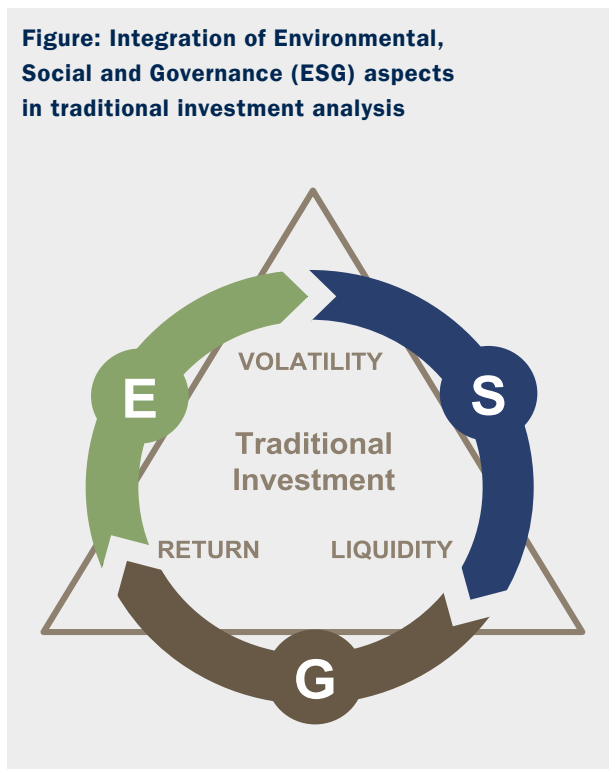 Figure: Integration of Environmental,
Social and Governance (ESG) aspects
in traditional investment analysis
VOLATILITY
E
S
Traditional
Investment
RETURN
LIQUIDITY
G